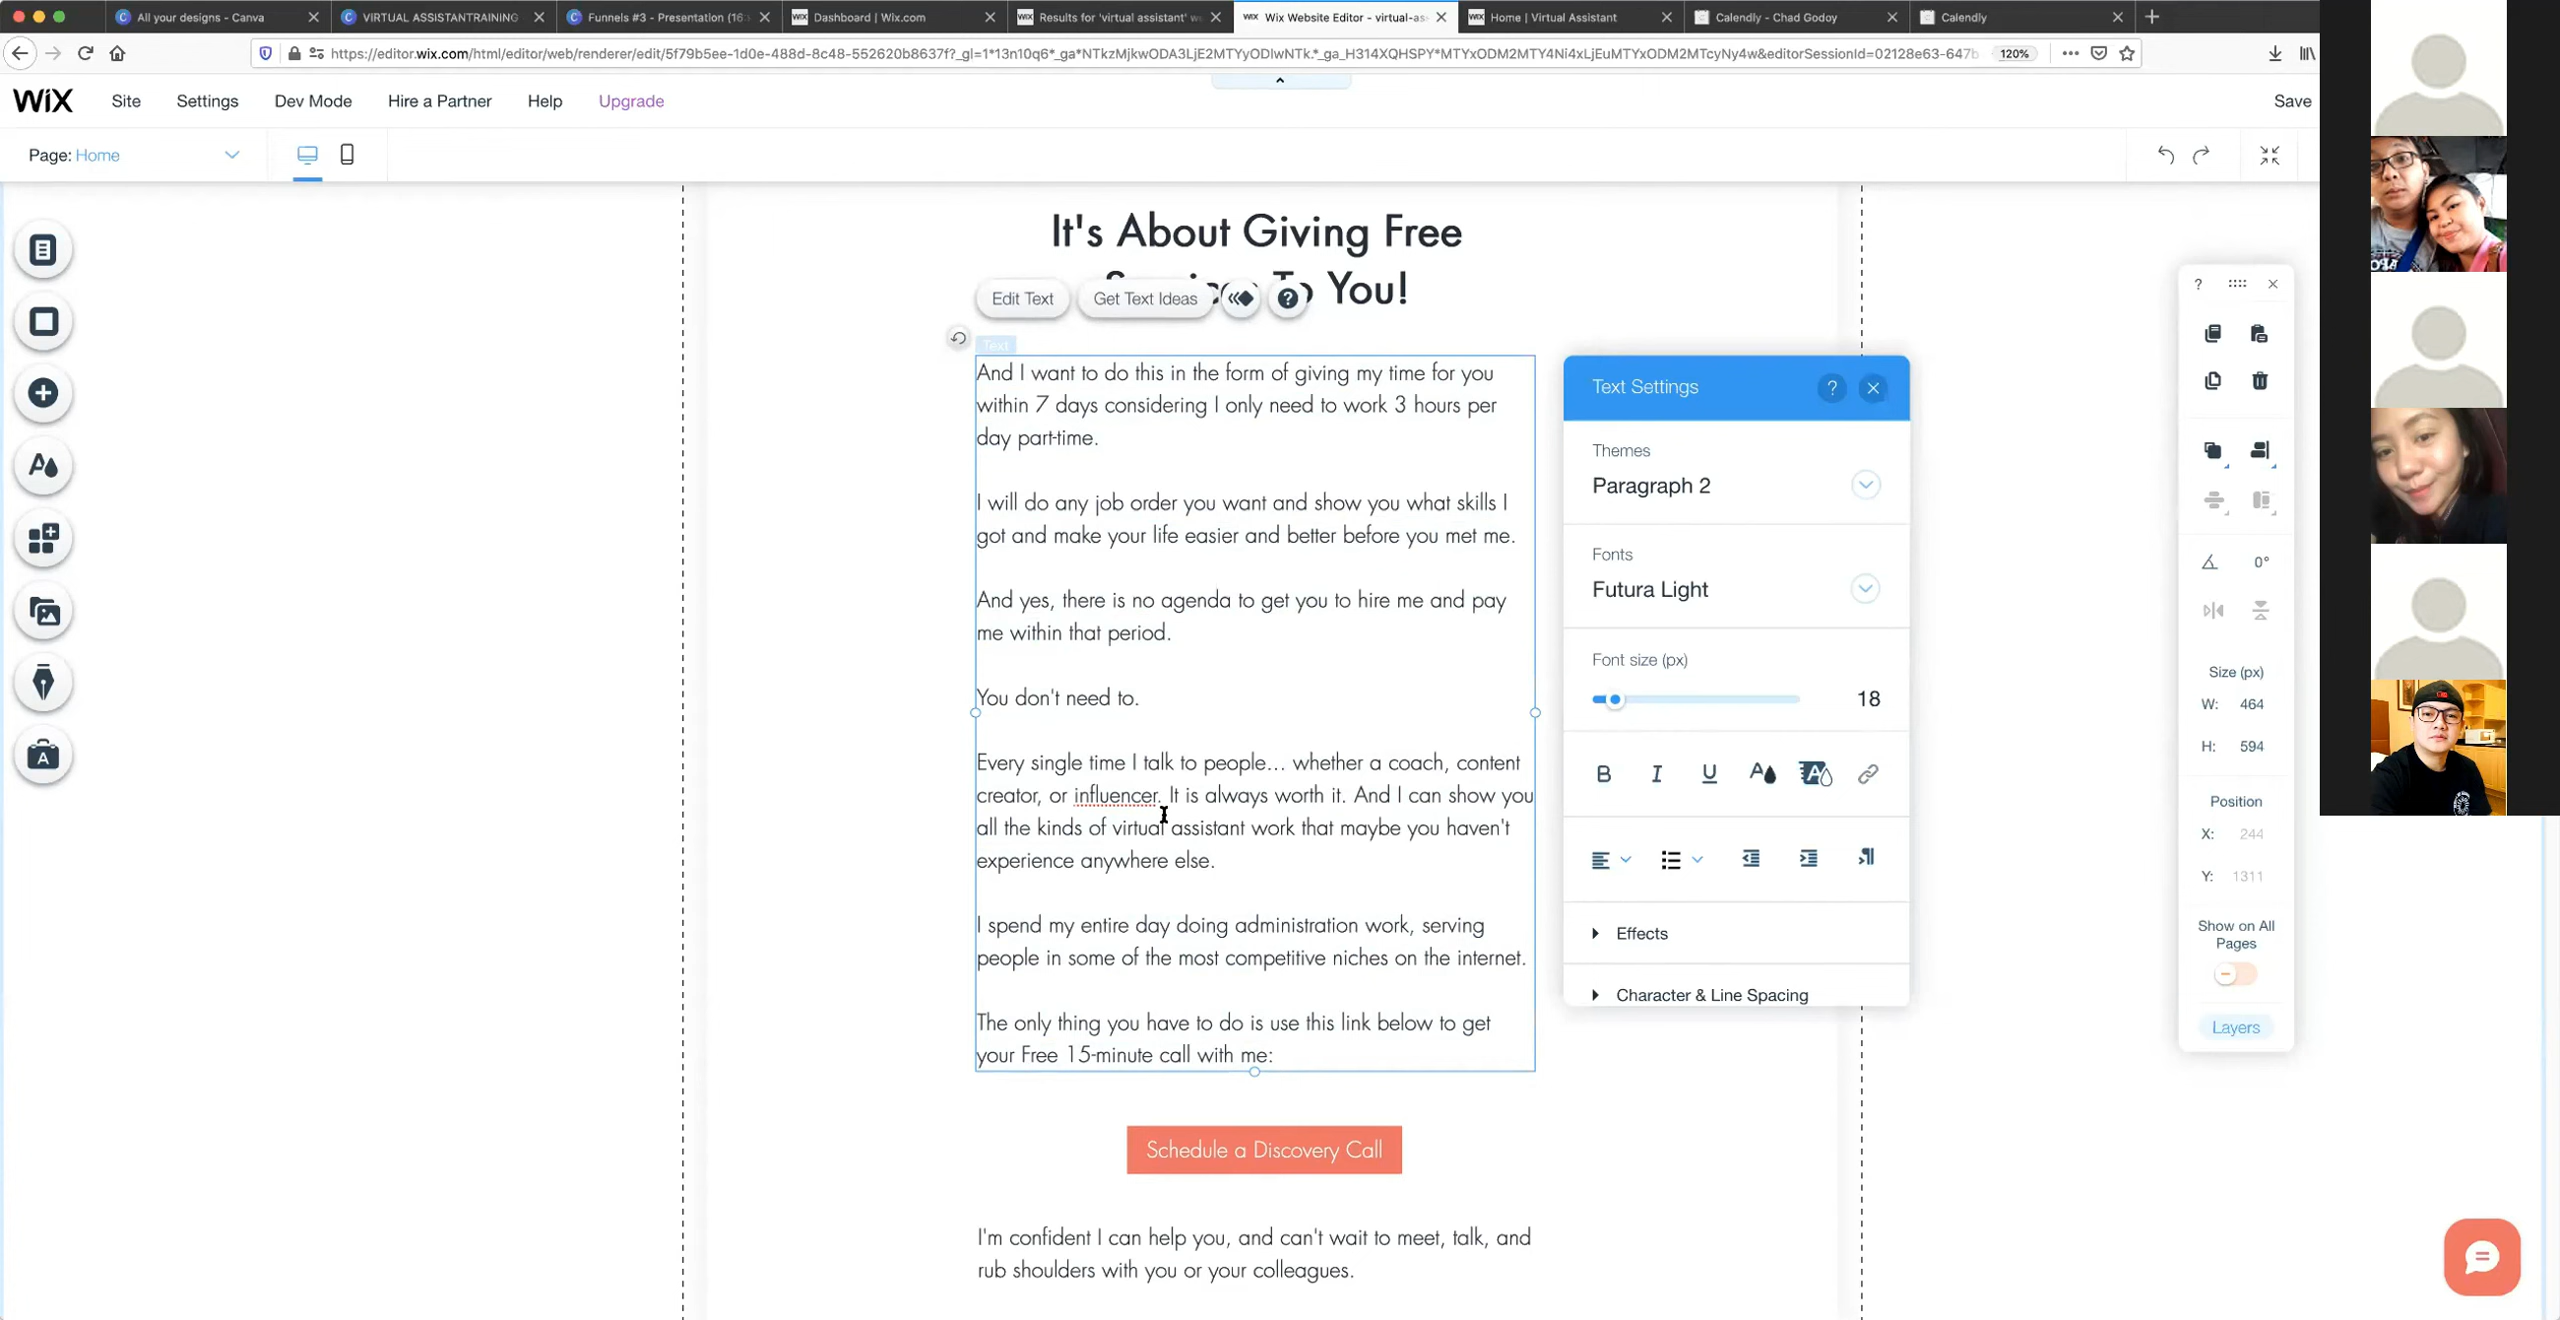 All your designs - Canva
VIRTUAL ASSISTANTRAINING
Funnels #3 - Presentation (16:
Dashboard | Wix.com
Results for 'virtual assistant' w
Wix Website Editor - virtual-as
Home | Virtual Assistant
Calendly - Chad Godoy
Calendly
https://editor.wix.com/html/editor/web/renderer/edit/5f79b5ee-1d0e-488d-8c48-552620b8637f?_gl=1*13n10q6*_ga*NTkzMjkwODA3LjE2MTYyODIwNTk.*_ga_H314XQHSPY*MTYxODM2MTY4Ni4xLjEuMTYxODM2MTcyNy4w&editorSessionId=02128e63-647b
120%
WiX
Site
Settings
Dev Mode
Hire a Partner
Help
Upgrade
Save
Page: Home
It's About Giving Free
To You!
Edit Text
Get Text Ideas
Text
And I want to do this in the form of giving my time for you
within 7 days considering I only need to work 3 hours per
day part-time.
I will do any job order you want and show you what skills I
got and make your life easier and better before you met me.
And yes, there is no agenda to get you to hire me and pay
me within that period.
You don't need to.
Every single time I talk to people... whether a coach, content
creator, or influencer. It is always worth it. And I can show you
all the kinds of virtual assistant work that maybe you haven't
experience anywhere else.
I spend my entire day doing administration work, serving
people in some of the most competitive niches on the internet.
The only thing you have to do is use this link below to get
your Free 15-minute call with me:
Schedule a Discovery Call
I'm confident I can help you, and can't wait to meet, talk, and
rub shoulders with you or your colleagues.
Text Settings
?
Themes
Paragraph 2
Fonts
Futura Light
Font size (px)
18
B
I
U
Effects
Character & Line Spacing
?
0°
Size (px)
W: 464
H: 594
Position
X: 244
Y: 1311
Show on All
Pages
Layers